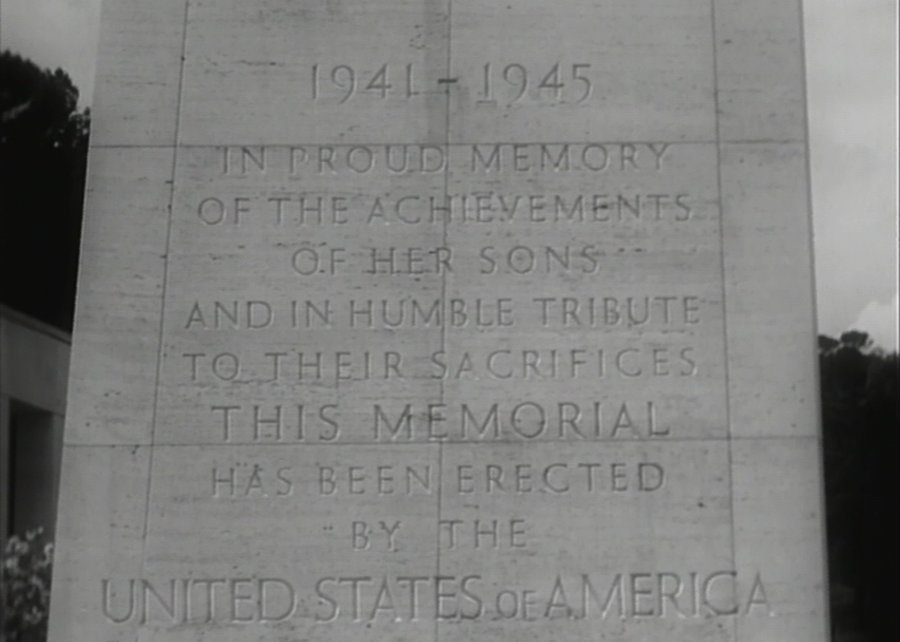 1941 - 1945
IN PROUD MEMORY
OF THE ACHIEVEMENTS
OF HER SONS
AND IN HUMBLE TRIBUTE
TO THEIR SACRIFICES
THIS MEMORIAL
HAS BEEN ERECTED
BY THE
UNITED STATES OF AMERICA